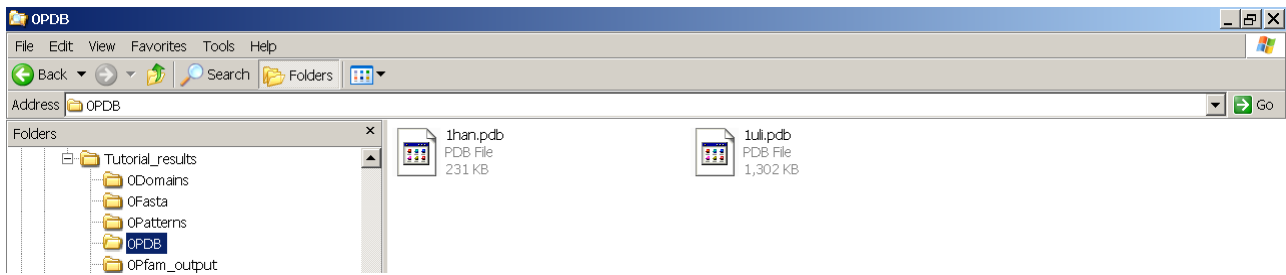 0PDB
File Edit View Favorites Tools Help
Back Search Folders
Address 0PDB Go
Folders x
Tutorial_results
0Domains
0Fasta
0Patterns
0PDB
0Pfam_output
1han.pdb
PDB File
231 KB
1uli.pdb
PDB File
1,302 KB